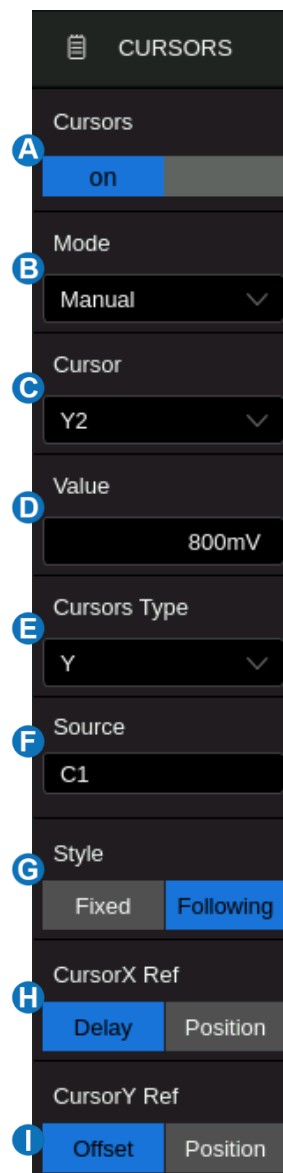 CURSORS
Cursors
A
on
Mode
B
Manual
Cursor
C
Y2
Value
D
800mV
Cursors Type
E
Y
Source
F
C1
Style
G
Fixed Following
CursorX Ref
H
Delay Position
CursorY Ref
I
Offset Position